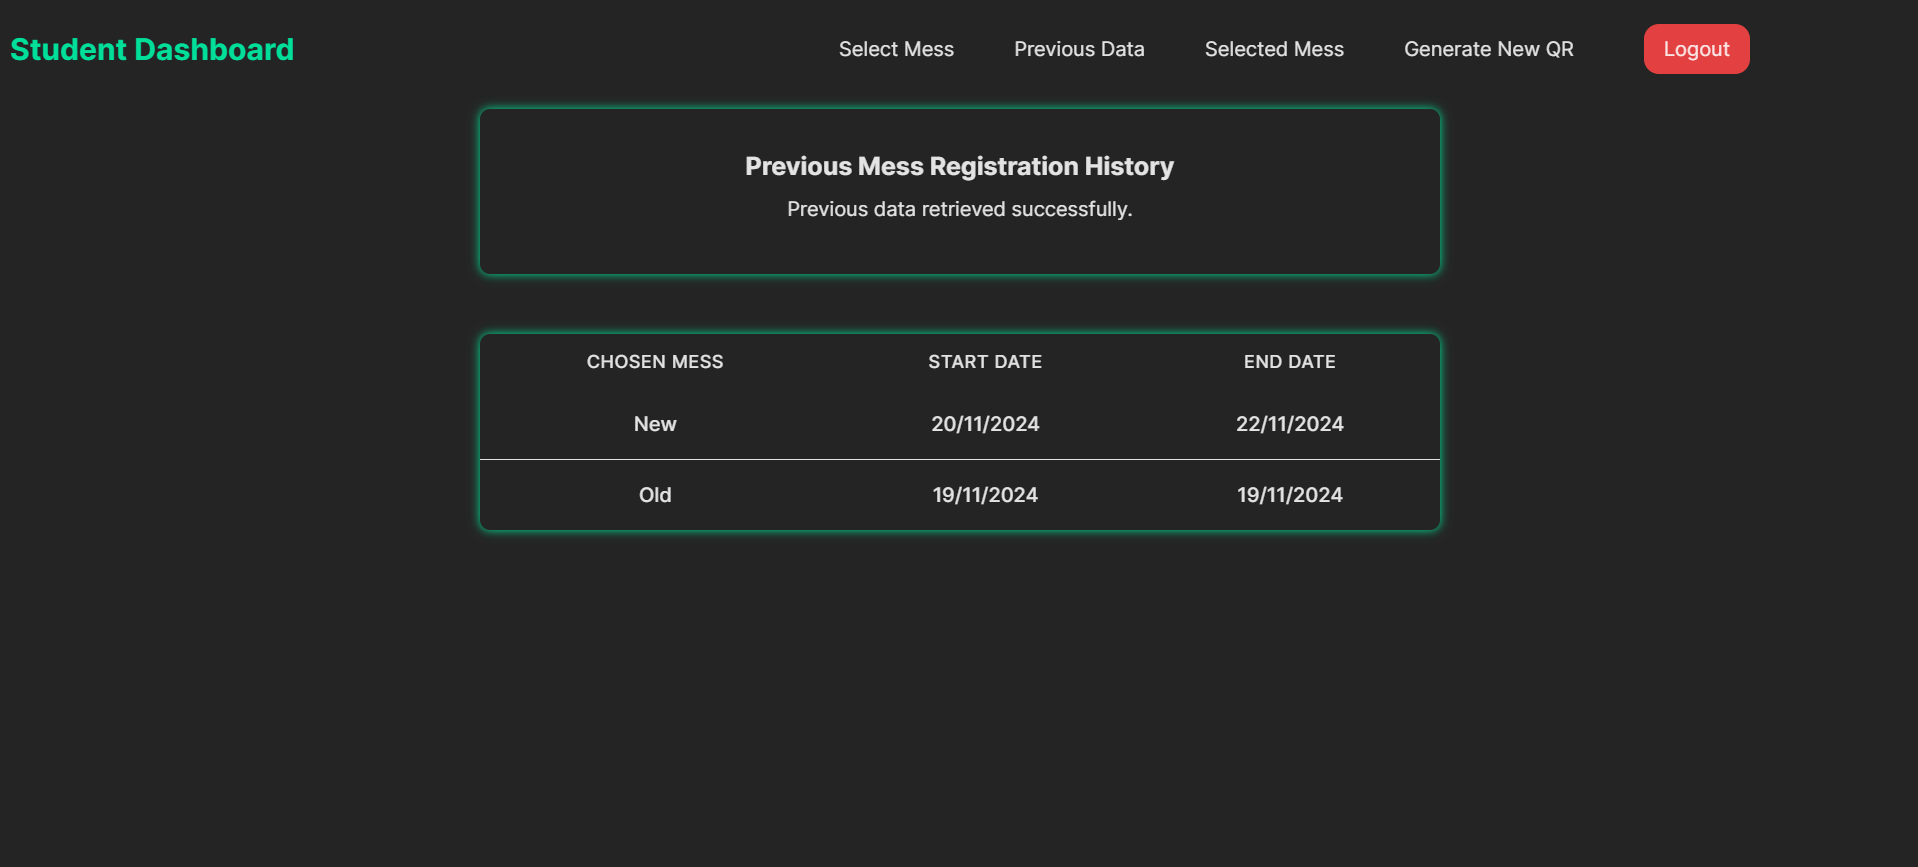 Student Dashboard Select Mess Previous Data Selected Mess Generate New QR Logout
Previous Mess Registration History
Previous data retrieved successfully.
CHOSEN MESS START DATE END DATE
New 20/11/2024 22/11/2024
Old 19/11/2024 19/11/2024